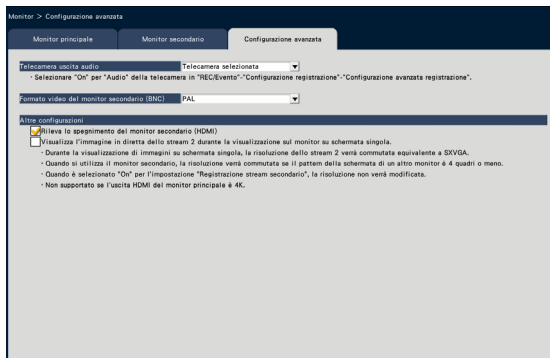 Monitor > Configurazione avanzata
Monitor principale
Monitor secondario
Configurazione avanzata
Telecamera uscita audio
Telecamera selezionata
· Selezionare "On" per "Audio" della telecamera in "REC/Evento"-"Configurazione registrazione"-"Configurazione avanzata registrazione".
Formato video del monitor secondario (BNC)
PAL
Altre configurazioni
Rileva lo spegnimento del monitor secondario (HDMI)
Visualizza l'immagine in diretta dello stream 2 durante la visualizzazione sul monitor su schermata singola.
· Durante la visualizzazione di immagini su schermata singola, la risoluzione dello stream 2 verrà commutata equivalente a SXVGA.
· Quando si utilizza il monitor secondario, la risoluzione verrà commutata se il pattern della schermata di un altro monitor è 4 quadri o meno.
· Quando è selezionato "On" per l'impostazione "Registrazione stream secondario", la risoluzione non verrà modificata.
· Non supportato se l'uscita HDMI del monitor principale è 4K.